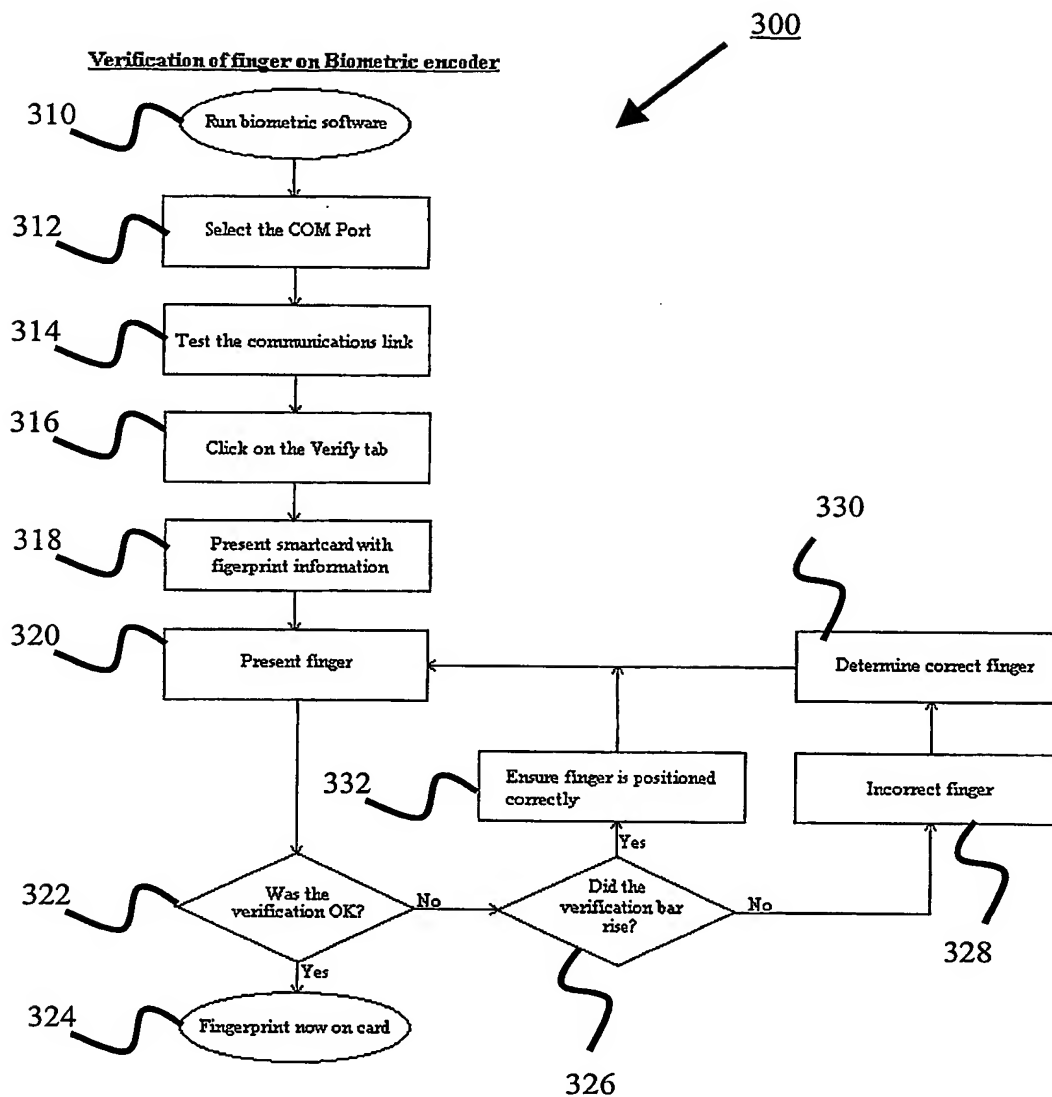 300
Verification of finger on Biometric encoder
310
Run biometric software
312
Select the COM Port
314
Test the communications link
316
Click on the Verify tab
318
Present smartcard with
figerprint information
320
Present finger
330
Determine correct finger
332
Ensure finger is positioned
correctly
Incorrect finger
328
Yes
322
Was the
verification OK?
No
Did the
verification bar
rise?
No
326
Yes
324
Fingerprint now on card